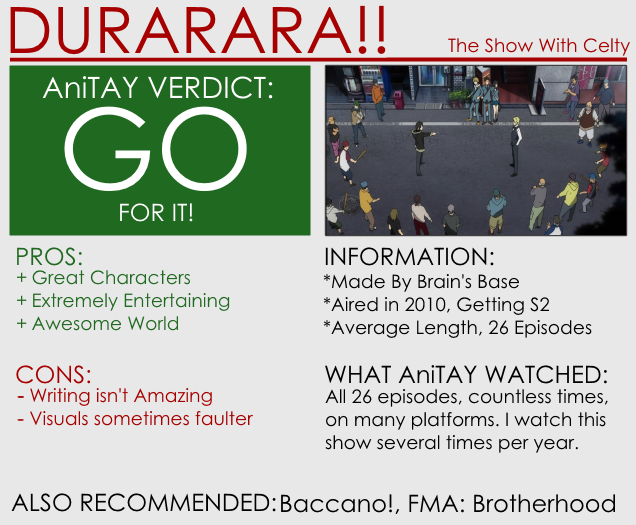 DURARARA!!
The Show With Celty
AniTAY VERDICT:
GO
FOR IT!
PROS:
+ Great Characters
+ Extremely Entertaining
+ Awesome World
CONS:
- Writing isn't Amazing
- Visuals sometimes faulter
INFORMATION:
*Made By Brain's Base
*Aired in 2010, Getting S2
*Average Length, 26 Episodes
WHAT AniTAY WATCHED:
All 26 episodes, countless times,
on many platforms. I watch this
show several times per year.
ALSO RECOMMENDED: Baccano!, FMA: Brotherhood